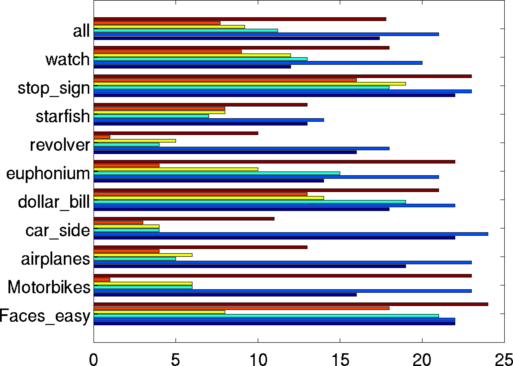 all
watch
stop_sign
starfish
revolver
euphonium
dollar_bill
car_side
airplanes
Motorbikes
Faces_easy
0 5 10 15 20 25